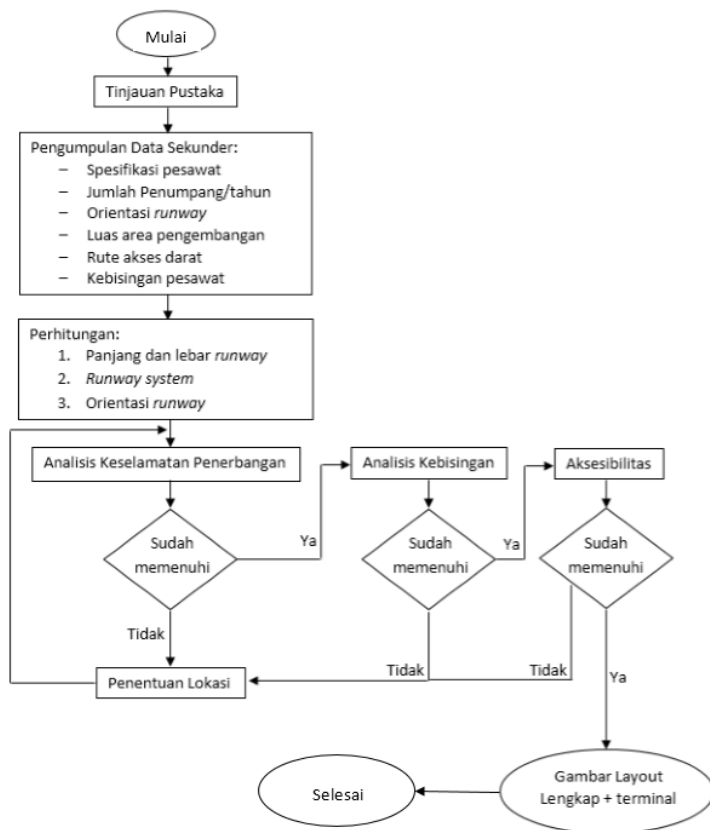 Mulai
Tinjauan Pustaka
Pengumpulan Data Sekunder:
– Spesifikasi pesawat
– Jumlah Penumpang/tahun
– Orientasi runway
– Luas area pengembangan
– Rute akses darat
– Kebisingan pesawat
Perhitungan:
1. Panjang dan lebar runway
2. Runway system
3. Orientasi runway
Analisis Keselamatan Penerbangan
Analisis Kebisingan
Aksesibilitas
Sudah
memenuhi
Ya
Sudah
memenuhi
Ya
Sudah
memenuhi
Tidak
Tidak
Tidak
Ya
Penentuan Lokasi
Gambar Layout
Lengkap + terminal
Selesai